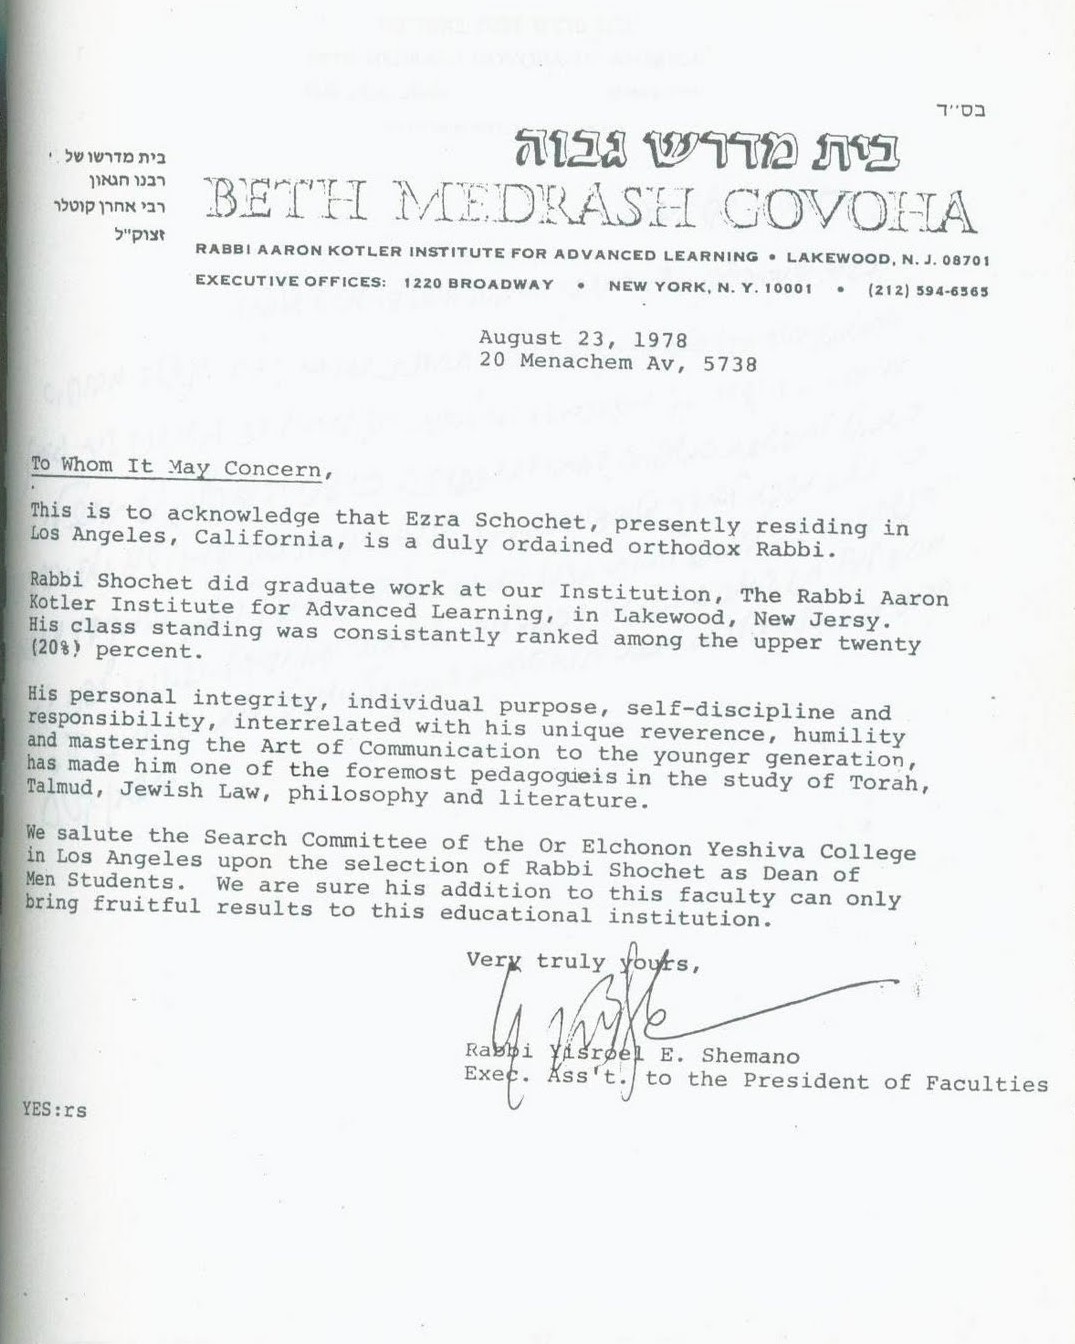 בס''ד
בית מדרש גבוה
בית מדרשו של
רבנו הגאון
רבי אהרן קוטלר
זצוק"ל
BETH MEDRASH GOVOHA
RABBI AARON KOTLER INSTITUTE FOR ADVANCED LEARNING • LAKEWOOD, N. J. 08701
EXECUTIVE OFFICES: 1220 BROADWAY • NEW YORK, N. Y. 10001 • (212) 594-6565
August 23, 1978
20 Menachem Av, 5738
To Whom It May Concern,
This is to acknowledge that Ezra Schochet, presently residing in
Los Angeles, California, is a duly ordained orthodox Rabbi.
Rabbi Shochet did graduate work at our Institution, The Rabbi Aaron
Kotler Institute for Advanced Learning, in Lakewood, New Jersy.
His class standing was consistantly ranked among the upper twenty
(20%) percent.
His personal integrity, individual purpose, self-discipline and
responsibility, interrelated with his unique reverence, humility
and mastering the Art of Communication to the younger generation,
has made him one of the foremost pedagogueis in the study of Torah,
Talmud, Jewish Law, philosophy and literature.
We salute the Search Committee of the Or Elchonon Yeshiva College
in Los Angeles upon the selection of Rabbi Shochet as Dean of
Men Students. We are sure his addition to this faculty can only
bring fruitful results to this educational institution.
Very truly yours,
Rabbi Yisroel E. Shemano
Exec. Ass't. to the President of Faculties
YES:rs